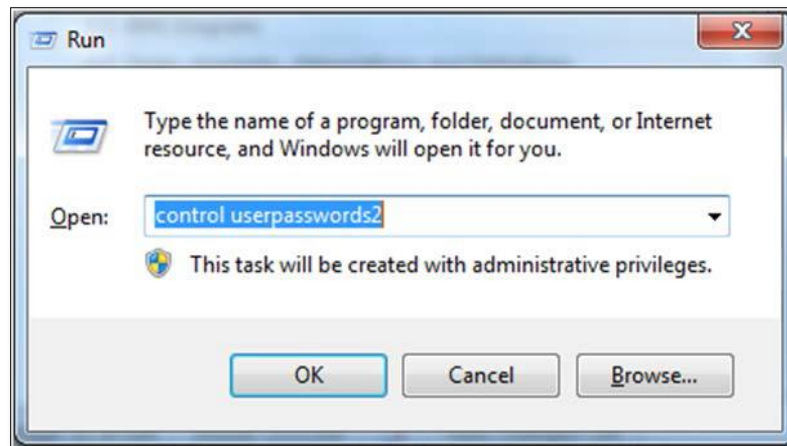 Run
Type the name of a program, folder, document, or Internet
resource, and Windows will open it for you.
Open: control userpasswords2
This task will be created with administrative privileges.
OK Cancel Browse...